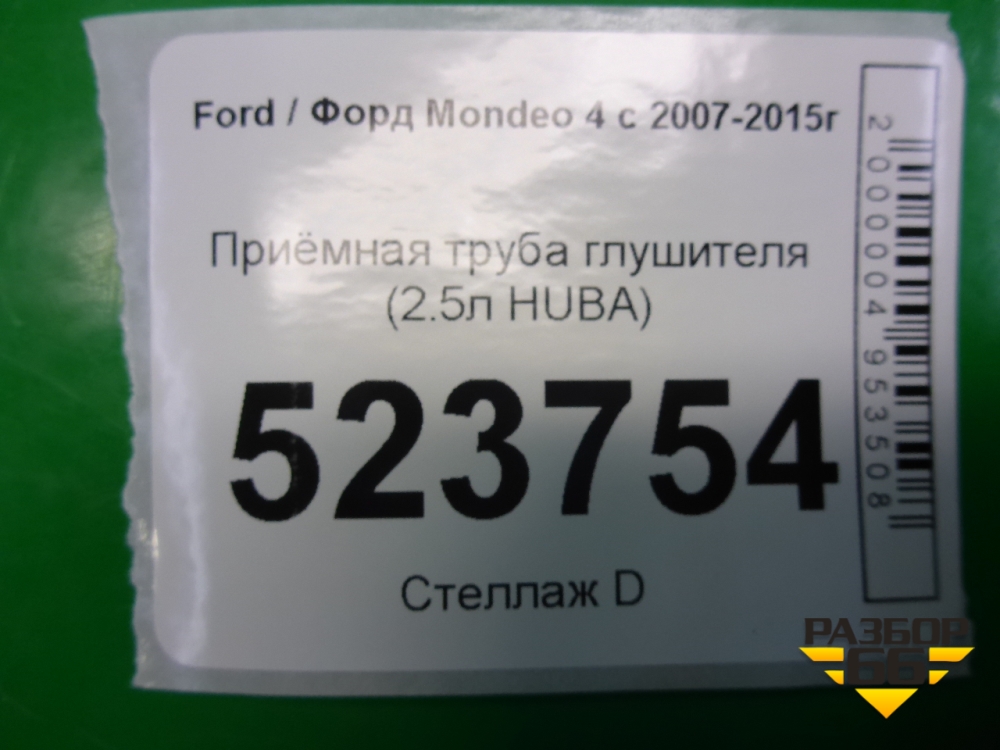 Ford / Форд Mondeo 4 с 2007-2015г
Приёмная труба глушителя
(2.5л HUBA)
523754
Стеллаж D
2000004953508
РАЗБОР
66